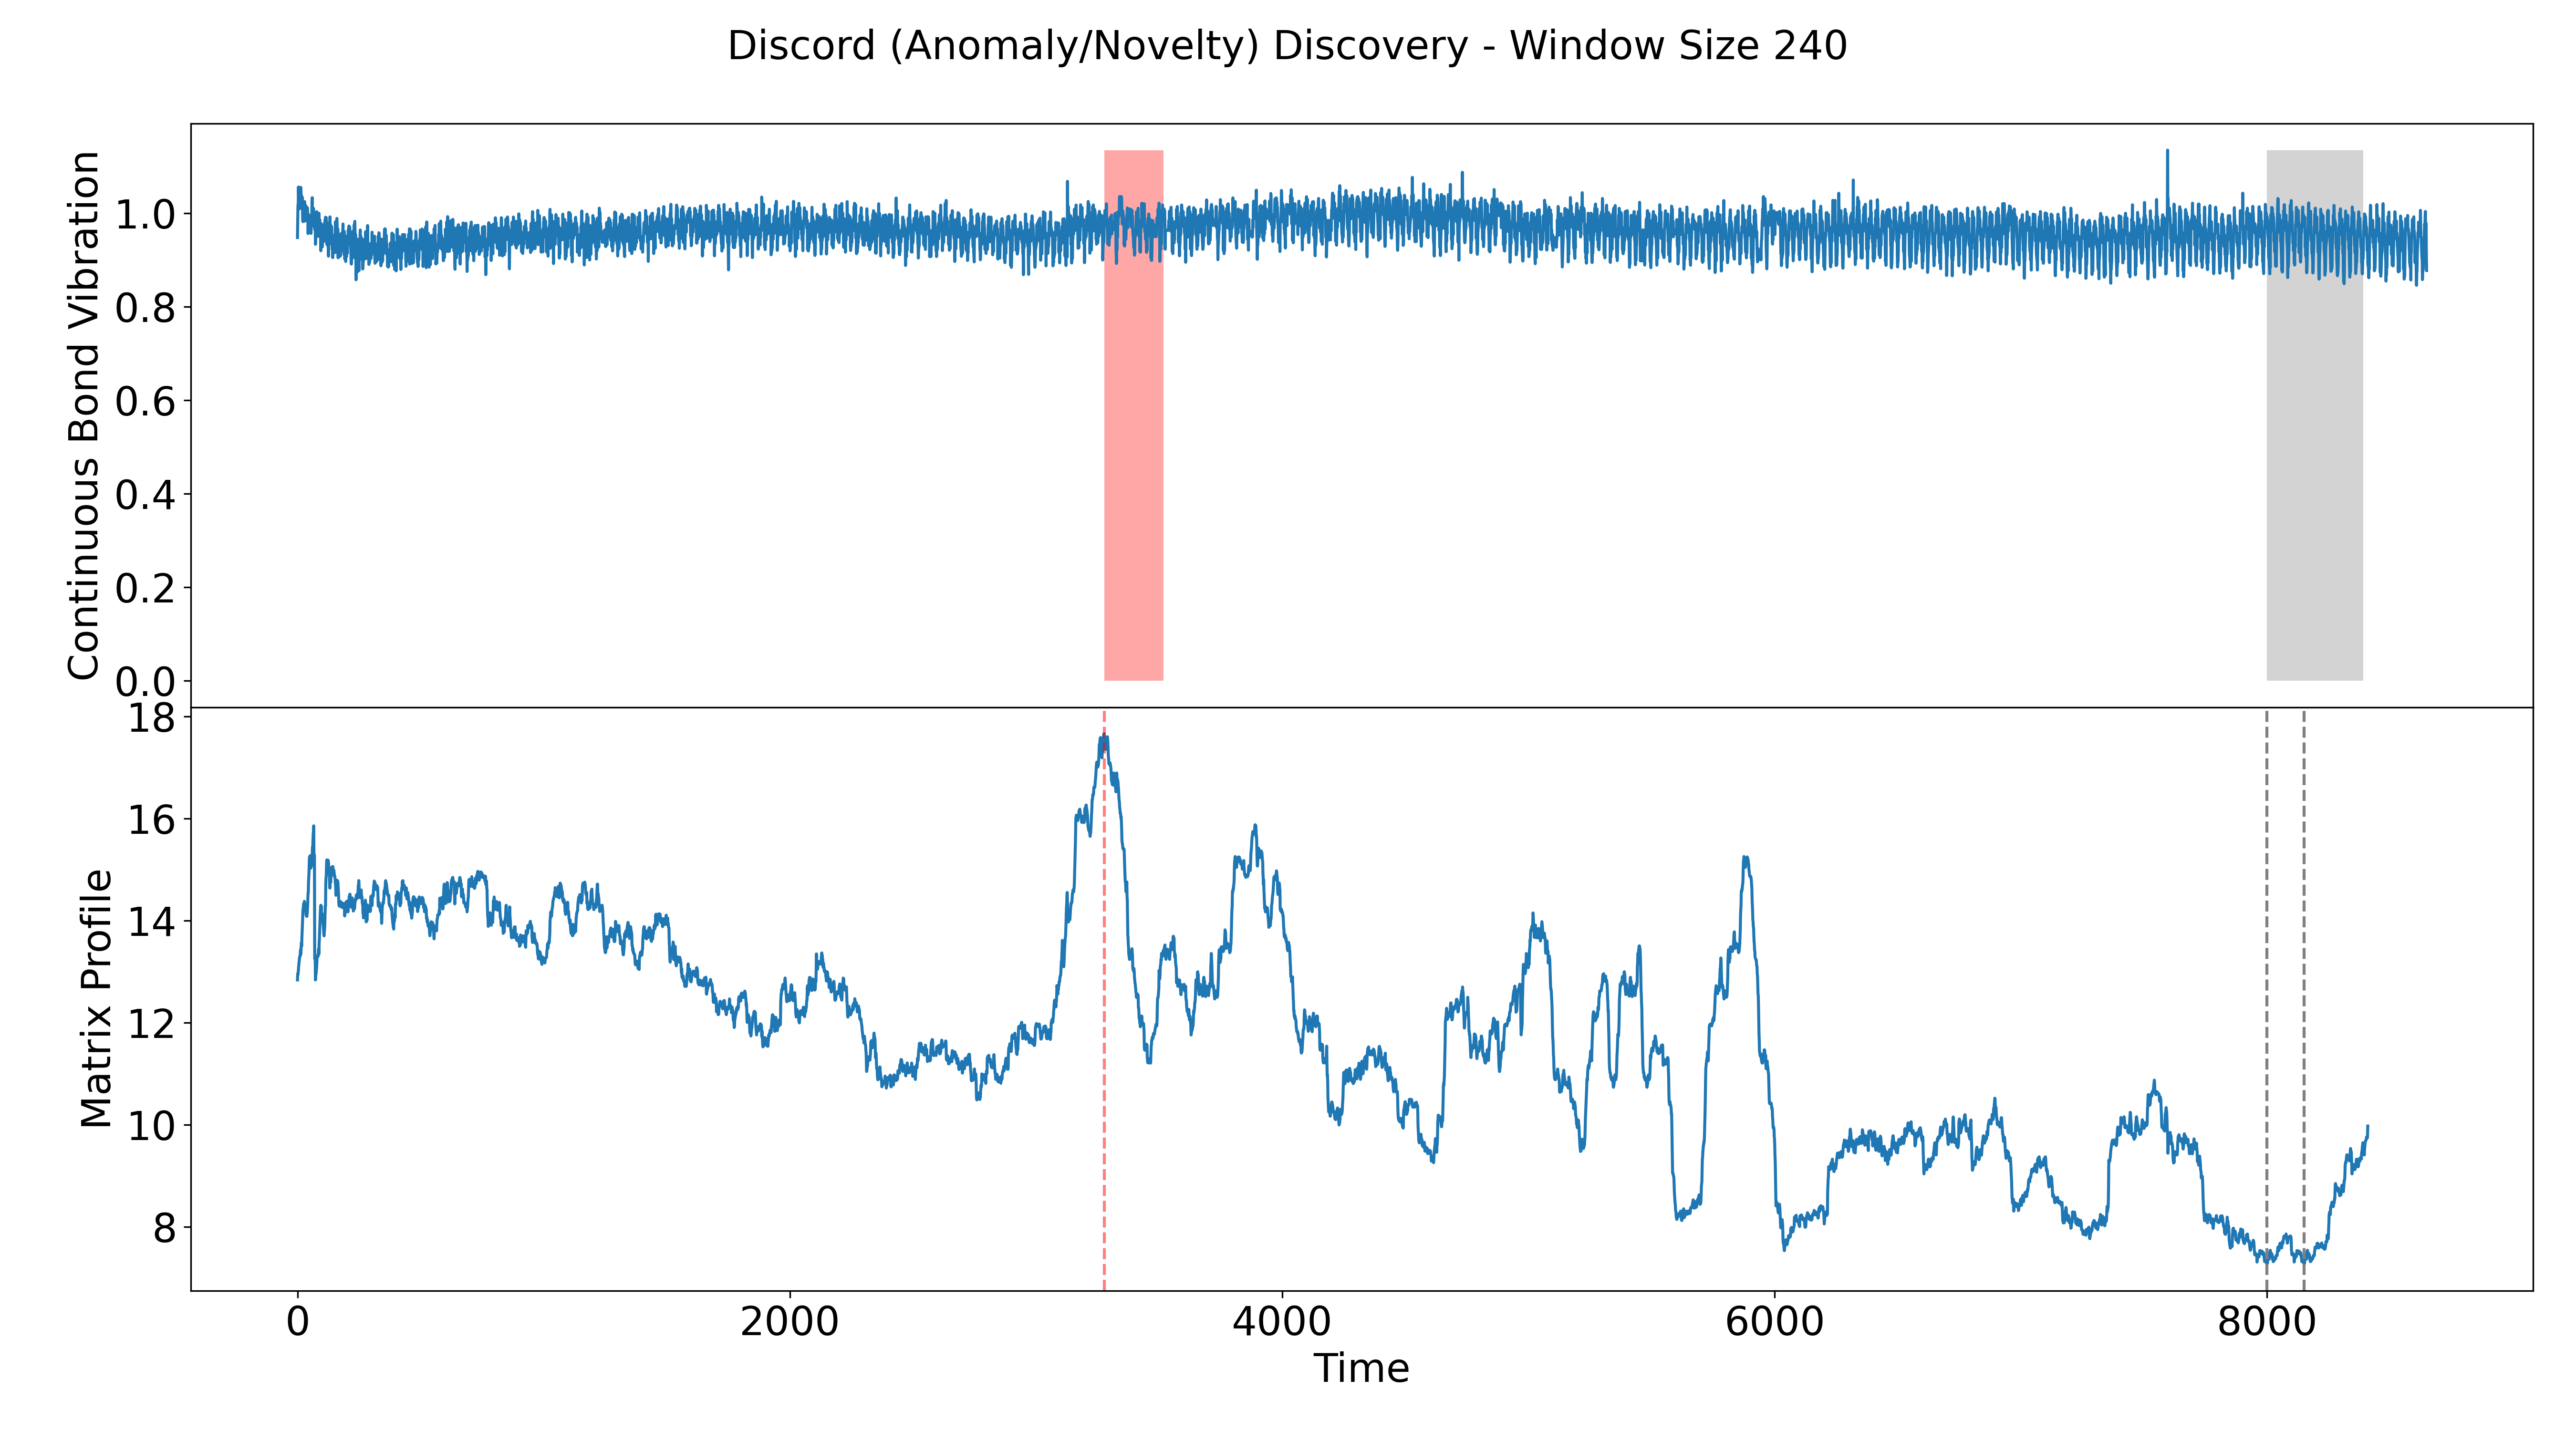 Discord (Anomaly/Novelty) Discovery - Window Size 240
Continuous Bond Vibration
1.0
0.8
0.6
0.4
0.2
0.0
Matrix Profile
18
16
14
12
10
8
0 2000 4000 6000 8000
Time